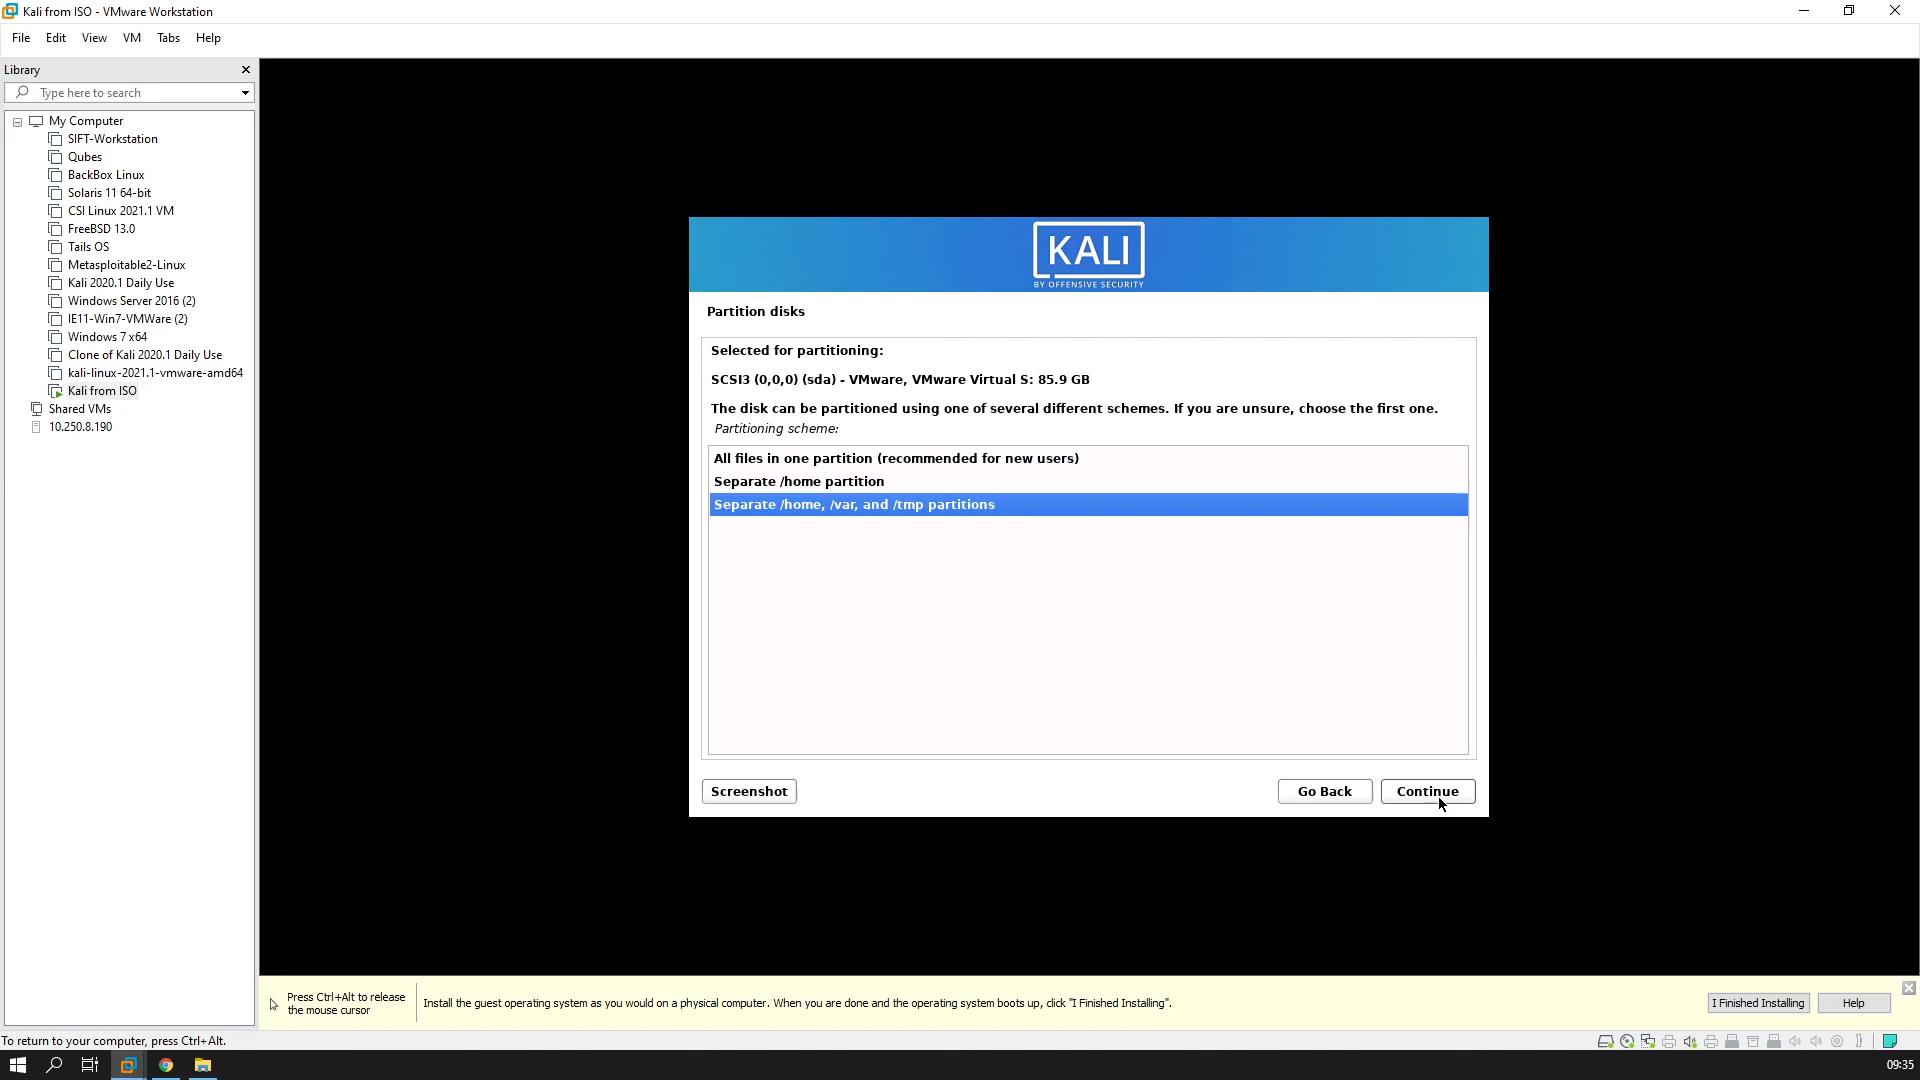 Kali from ISO - VMware Workstation
File Edit View VM Tabs Help
Library
Type here to search
My Computer
SIFT-Workstation
Qubes
BackBox Linux
Solaris 11 64-bit
CSI Linux 2021.1 VM
FreeBSD 13.0
Tails OS
Metasploitable2-Linux
Kali 2020.1 Daily Use
Windows Server 2016 (2)
IE11-Win7-VMWare (2)
Windows 7 x64
Clone of Kali 2020.1 Daily Use
kali-linux-2021.1-vmware-amd64
Kali from ISO
Shared VMs
10.250.8.190
KALI
BY OFFENSIVE SECURITY
Partition disks
Selected for partitioning:
SCSI3 (0,0,0) (sda) - VMware, VMware Virtual S: 85.9 GB
The disk can be partitioned using one of several different schemes. If you are unsure, choose the first one.
Partitioning scheme:
All files in one partition (recommended for new users)
Separate /home partition
Separate /home, /var, and /tmp partitions
Screenshot Go Back Continue
Press Ctrl+Alt to release
the mouse cursor
Install the guest operating system as you would on a physical computer. When you are done and the operating system boots up, click "I Finished Installing".
I Finished Installing Help
To return to your computer, press Ctrl+Alt.
09:35